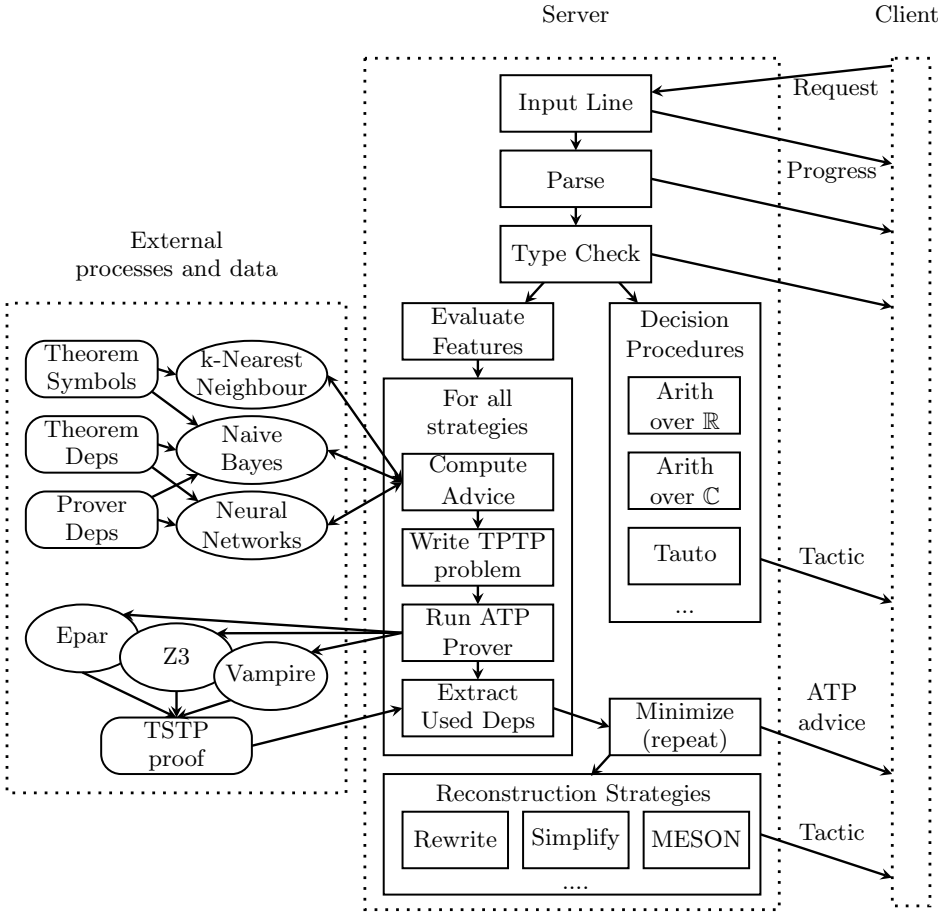 Server
Client
Input Line
Request
Parse
Progress
Type Check
External
processes and data
Evaluate
Features
Decision
Procedures
Theorem
Symbols
k-Nearest
Neighbour
For all
strategies
Arith
over ℝ
Theorem
Deps
Naive
Bayes
Compute
Advice
Arith
over ℂ
Prover
Deps
Neural
Networks
Write TPTP
problem
Tauto
Tactic
...
Epar
Z3
Vampire
Run ATP
Prover
Extract
Used Deps
Minimize
(repeat)
ATP
advice
TSTP
proof
Reconstruction Strategies
Rewrite
Simplify
MESON
Tactic
....